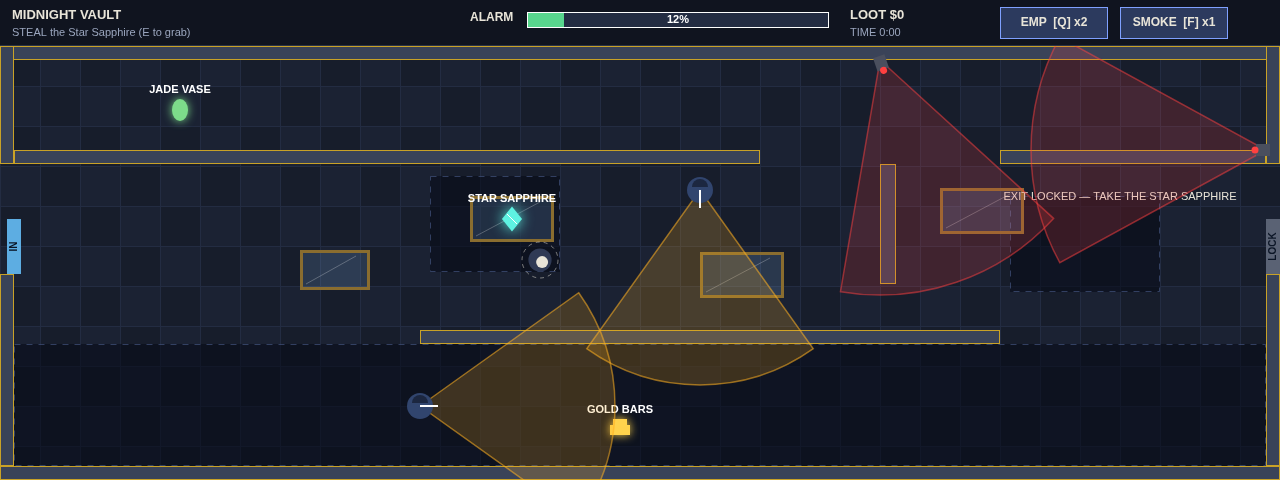 MIDNIGHT VAULT
STEAL the Star Sapphire (E to grab)
ALARM
12%
LOOT $0
TIME 0:00
EMP [Q] x2
SMOKE [F] x1
JADE VASE
STAR SAPPHIRE
EXIT LOCKED — TAKE THE STAR SAPPHIRE
IN
LOCK
GOLD BARS